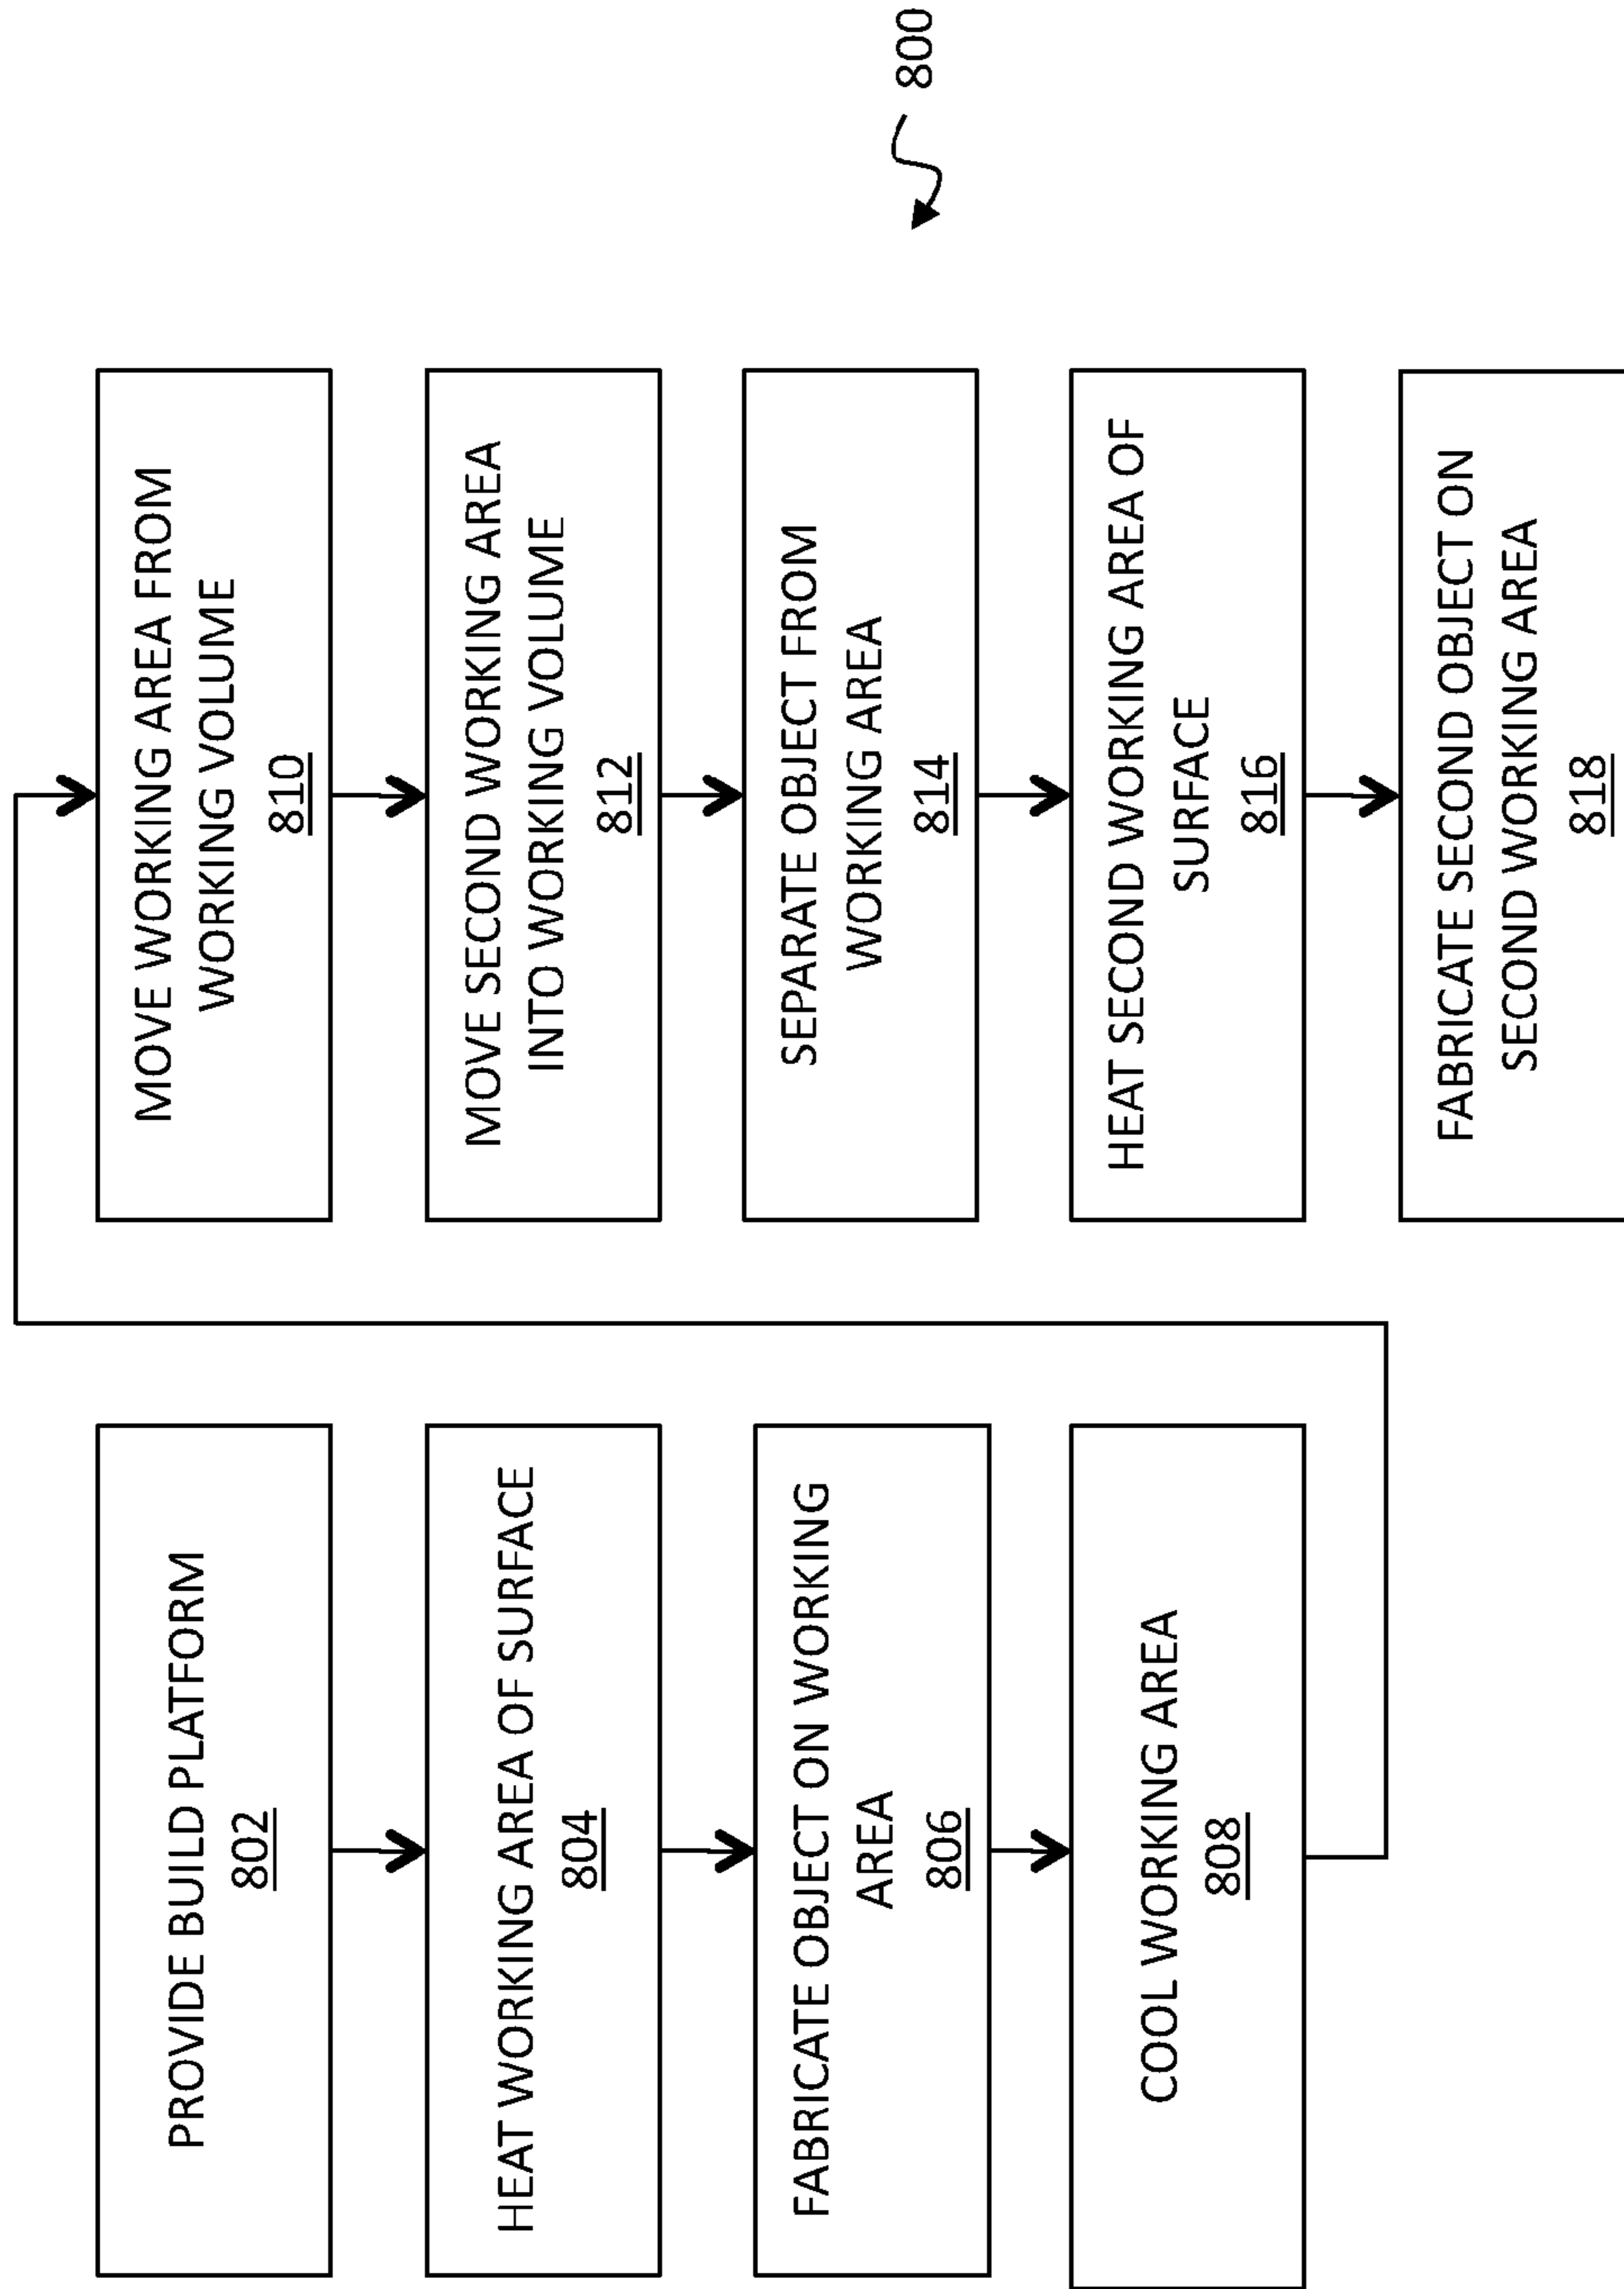 PROVIDE BUILD PLATFORM
802
HEAT WORKING AREA OF SURFACE
804
FABRICATE OBJECT ON WORKING
AREA
806
COOL WORKING AREA
808
MOVE WORKING AREA FROM
WORKING VOLUME
810
MOVE SECOND WORKING AREA
INTO WORKING VOLUME
812
SEPARATE OBJECT FROM
WORKING AREA
814
HEAT SECOND WORKING AREA OF
SURFACE
816
FABRICATE SECOND OBJECT ON
SECOND WORKING AREA
818
800